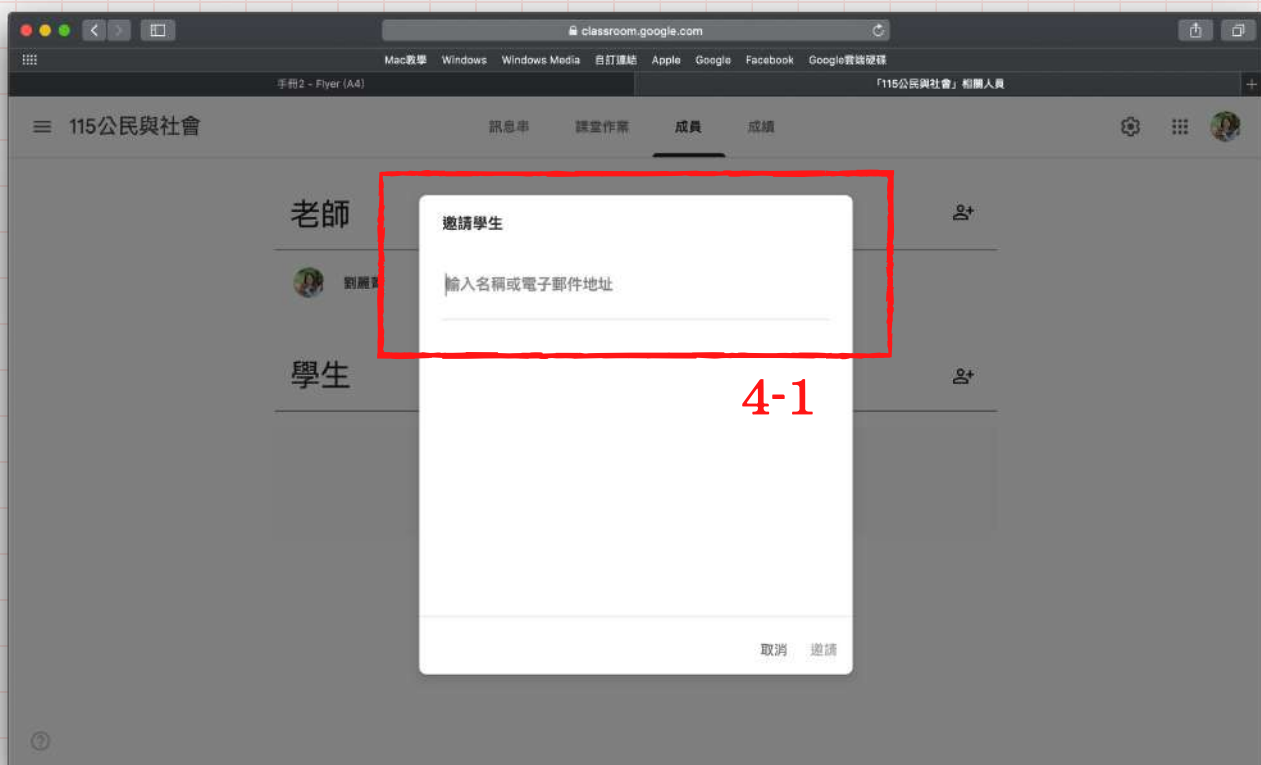 classroom.google.com
Mac教學 Windows Windows Media 自訂連結 Apple Google Facebook Google雲端硬碟
手冊2 - Flyer (A4)
「115公民與社會」相關人員
115公民與社會
訊息串 課堂作業 成員 成績
老師
邀請學生
劉麗
輸入名稱或電子郵件地址
學生
4-1
取消 邀請